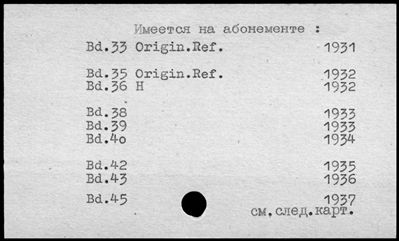 Имеется на абонементе :
Bd.33 Origin.Ref. 1931
Bd.35 Origin.Ref. 1932
Bd.36 H 1932
Bd.38 1933
Bd.39 1933
Bd.4o 1934
Bd.42 1935
Bd.43 1936
Bd.45 1937
см.след.карт.